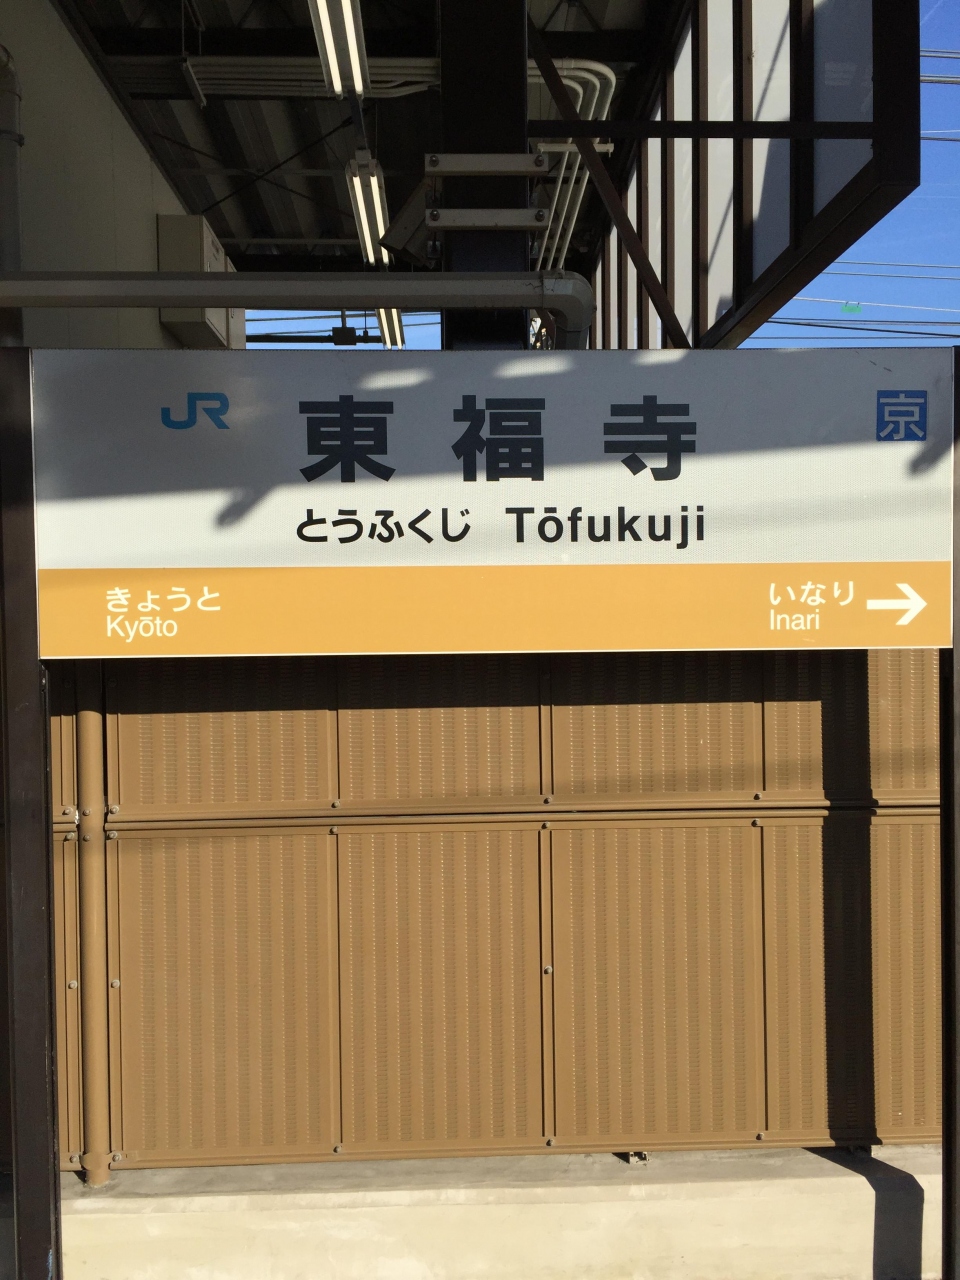 JR 東福寺 京
とうふくじ Tōfukuji
きょうと いなり →
Kyōto Inari